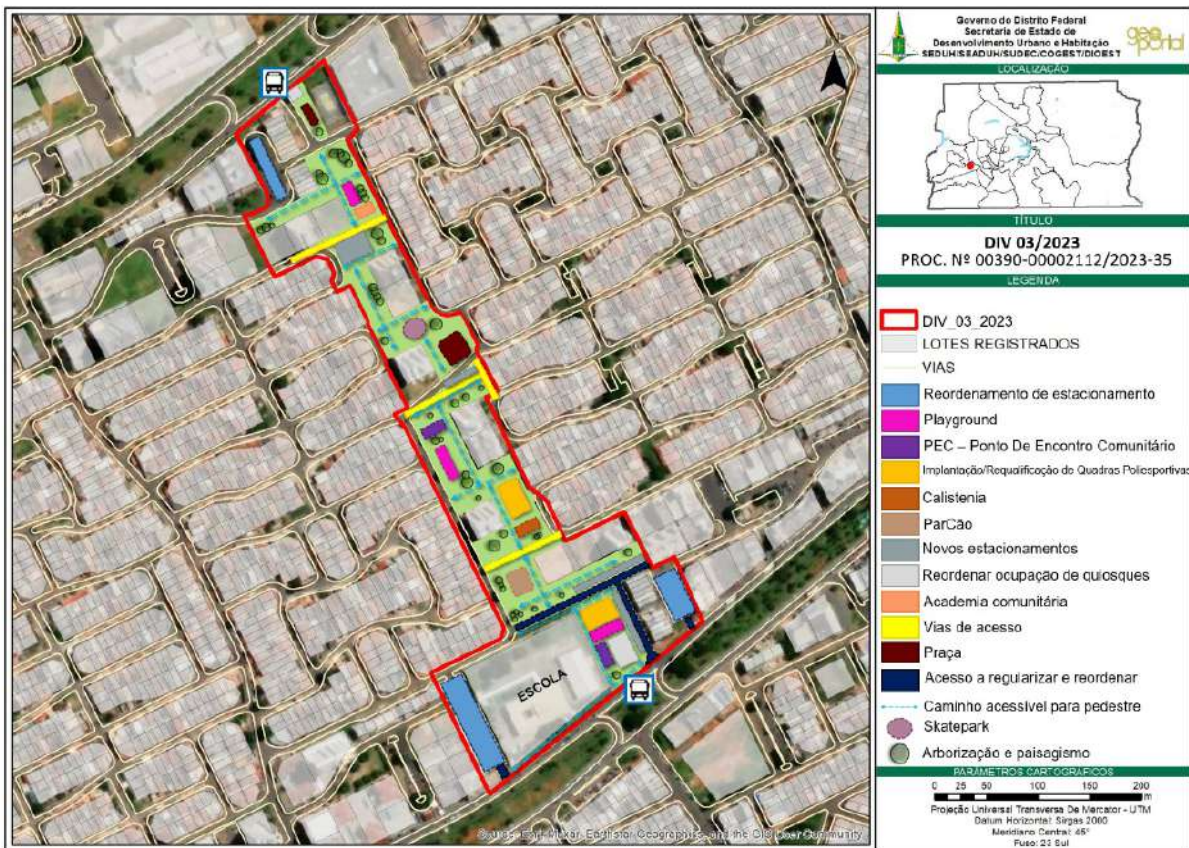 Governo do Distrito Federal
Secretaria de Estado de
Desenvolvimento Urbano e Habitação
SEDUH/SEADUH/SUDEC/COGEST/DIOEST
geo
portal
LOCALIZAÇÃO
TÍTULO
DIV 03/2023
PROC. Nº 00390-00002112/2023-35
LEGENDA
DIV_03_2023
LOTES REGISTRADOS
VIAS
Reordenamento de estacionamento
Playground
PEC – Ponto De Encontro Comunitário
Implantação/Requalificação de Quadras Poliesportivas
Calistenia
ParCão
Novos estacionamentos
Reordenar ocupação de quiosques
Academia comunitária
Vias de acesso
Praça
Acesso a regularizar e reordenar
Caminho acessível para pedestre
Skatepark
Arborização e paisagismo
PARÂMETROS CARTOGRÁFICOS
0 25 50 100 150 200
m
Projeção Universal Transversa De Mercator - UTM
Datum Horizontal: Sirgas 2000
Meridiano Central: 45°
Fuso: 23 Sul
ESCOLA
Maxar, Earthstar Geographics, and the GIS User Community